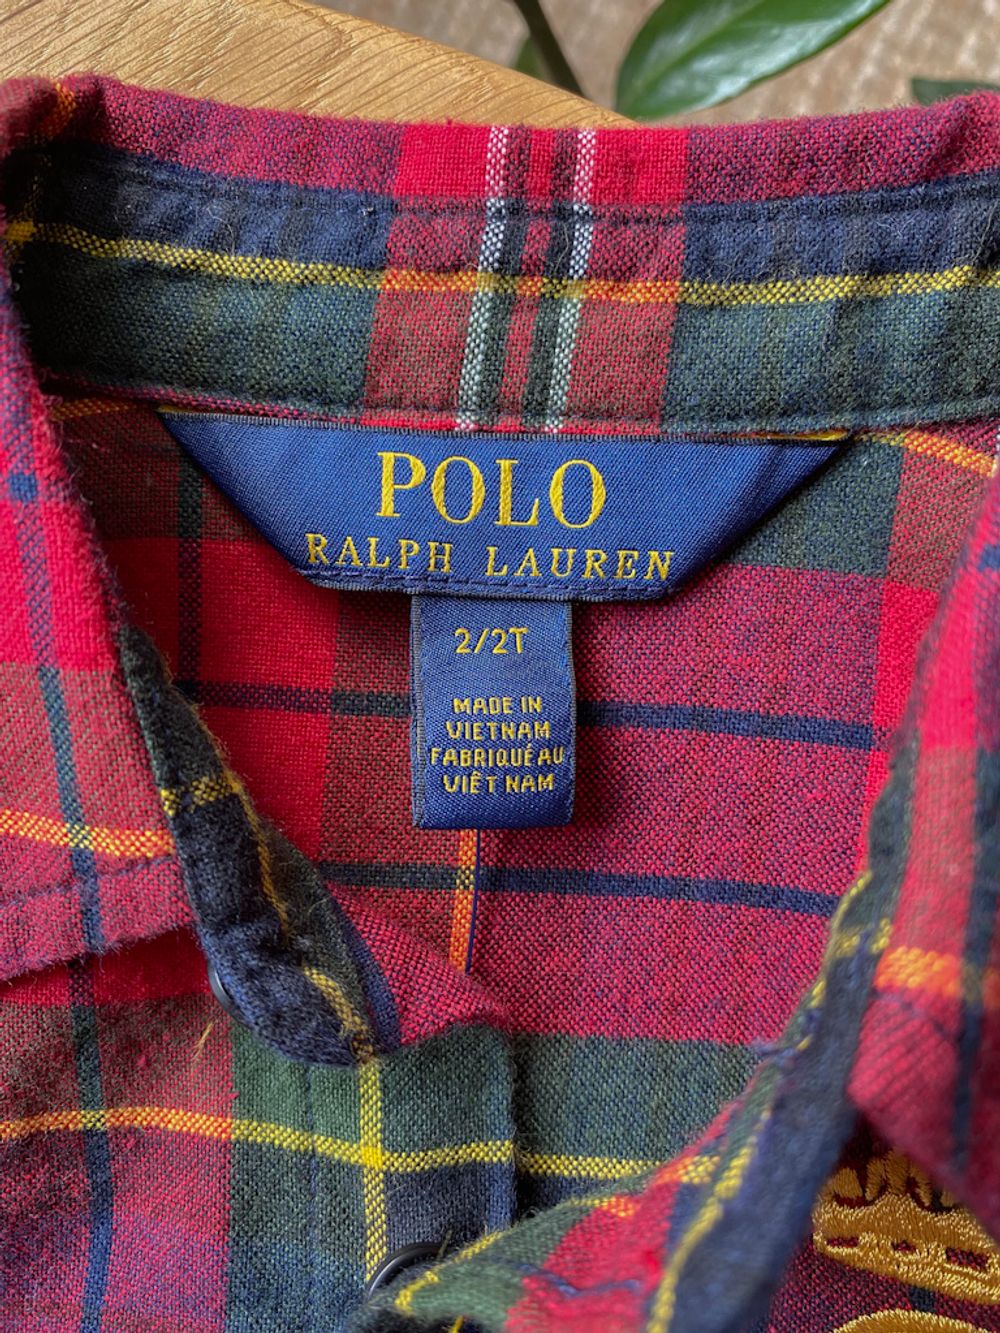 POLO
RALPH LAUREN
2/2T
MADE IN
VIETNAM
FABRIQUÉ AU
VIÊT NAM